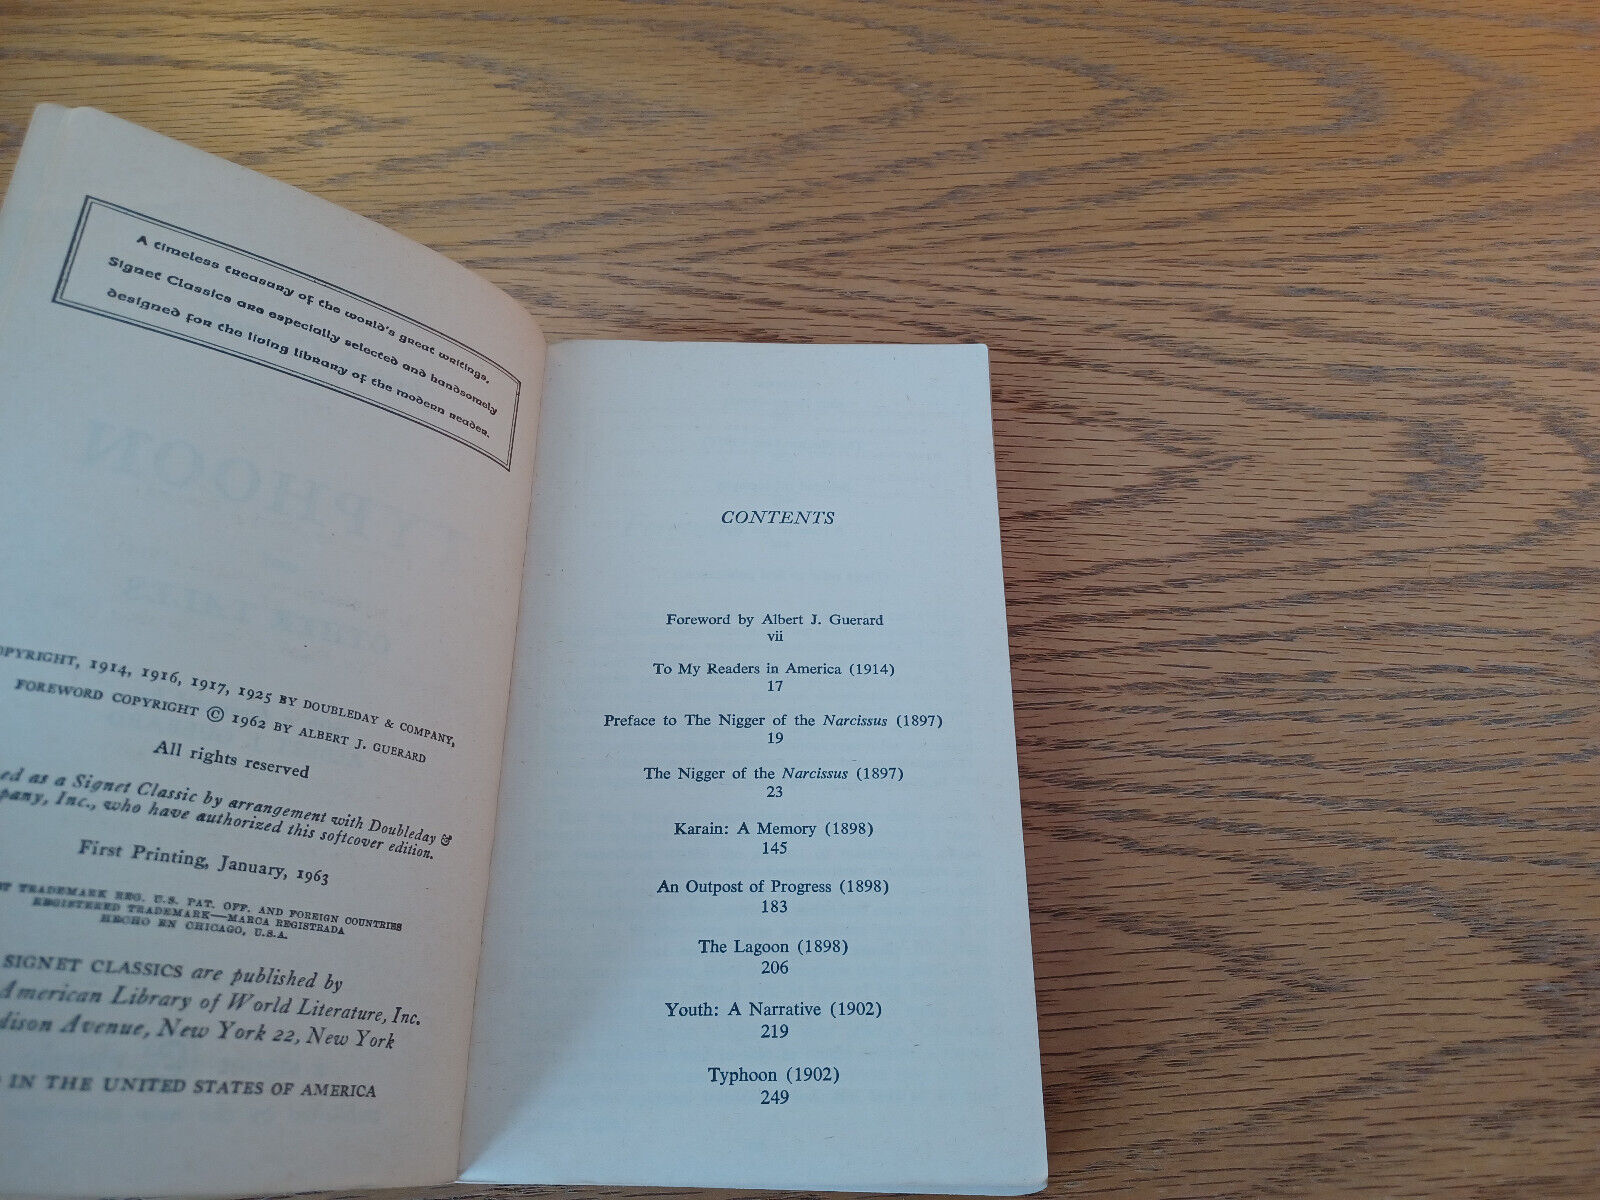 A timeless treasury of the world's great writings,
Signet Classics are especially selected and handsomely
designed for the living library of the modern reader.
TYPHOON
COPYRIGHT, 1914, 1916, 1917, 1925 BY DOUBLEDAY & COMPANY,
FOREWORD COPYRIGHT © 1962 BY ALBERT J. GUERARD
All rights reserved
as a Signet Classic by arrangement with Doubleday &
Inc., who have authorized this softcover edition.
First Printing, January, 1963
TRADEMARK REG. U.S. PAT. OFF. AND FOREIGN COUNTRIES
REGISTERED TRADEMARK—MARCA REGISTRADA
HECHO EN CHICAGO, U.S.A.
SIGNET CLASSICS are published by
American Library of World Literature, Inc.
Avenue, New York 22, New York
IN THE UNITED STATES OF AMERICA
CONTENTS
Foreword by Albert J. Guerard
vii
To My Readers in America (1914)
17
Preface to The Nigger of the Narcissus (1897)
19
The Nigger of the Narcissus (1897)
23
Karain: A Memory (1898)
145
An Outpost of Progress (1898)
183
The Lagoon (1898)
206
Youth: A Narrative (1902)
219
Typhoon (1902)
249